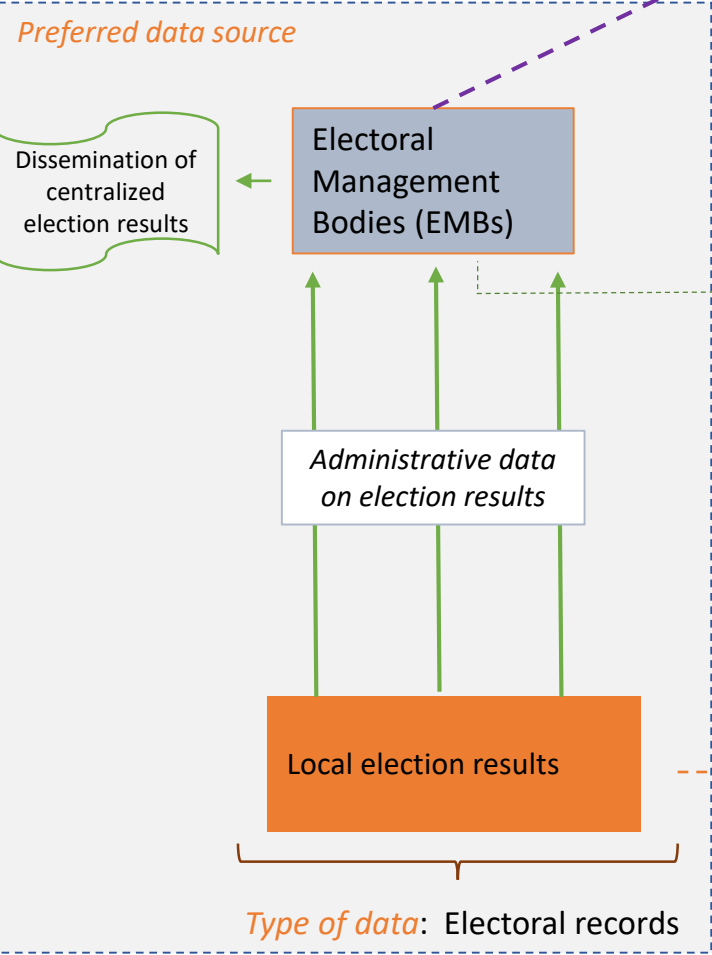 Preferred data source
Dissemination of
centralized
election results
Electoral
Management
Bodies (EMBs)
Administrative data
on election results
Local election results
Type of data: Electoral records